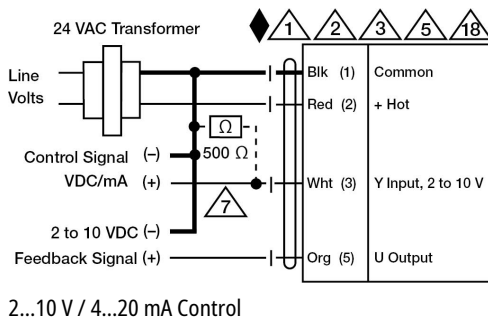 24 VAC Transformer
1 2 3 5 18
Line
Volts
Blk (1) Common
Red (2) + Hot
Ω
500 Ω
Control Signal (–)
VDC/mA (+)
7
Wht (3) Y Input, 2 to 10 V
2 to 10 VDC (–)
Feedback Signal (+)
Org (5) U Output
2...10 V / 4...20 mA Control